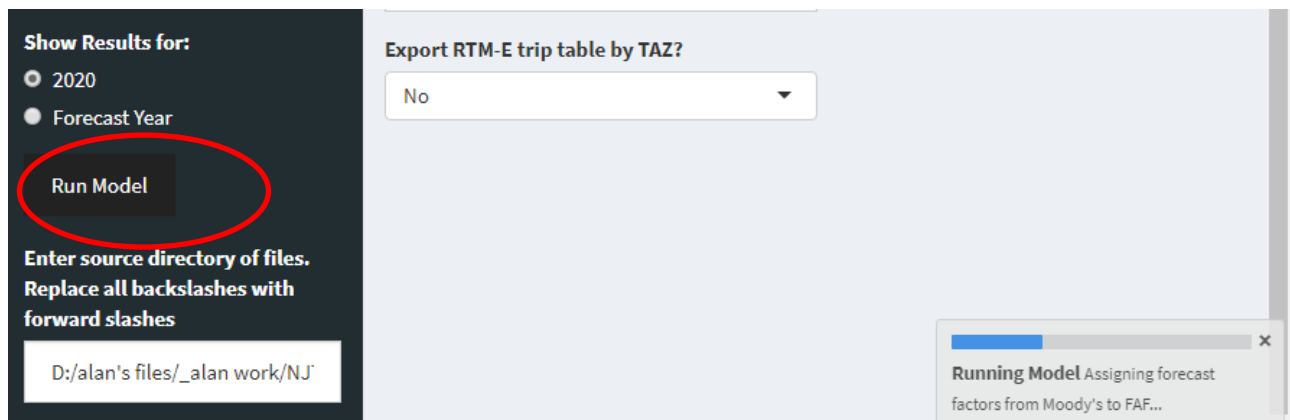 Show Results for:
2020
Forecast Year
Run Model
Enter source directory of files.
Replace all backslashes with
forward slashes
D:/alan's files/_alan work/NJ
Export RTM-E trip table by TAZ?
No
×
Running Model Assigning forecast
factors from Moody's to FAF...